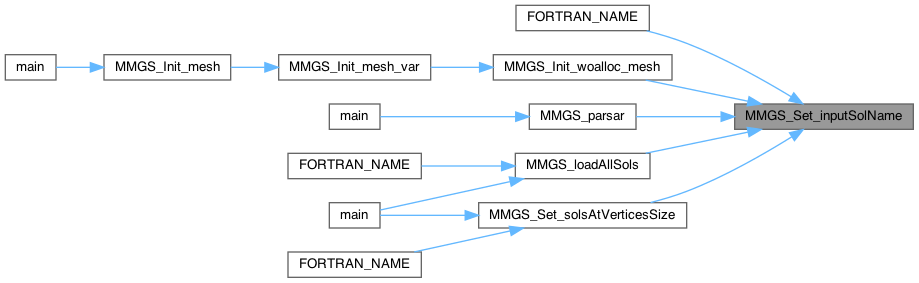 FORTRAN_NAME
main
MMGS_Init_mesh
MMGS_Init_mesh_var
MMGS_Init_woalloc_mesh
MMGS_Set_inputSolName
main
MMGS_parsar
FORTRAN_NAME
MMGS_loadAllSols
main
MMGS_Set_solsAtVerticesSize
FORTRAN_NAME